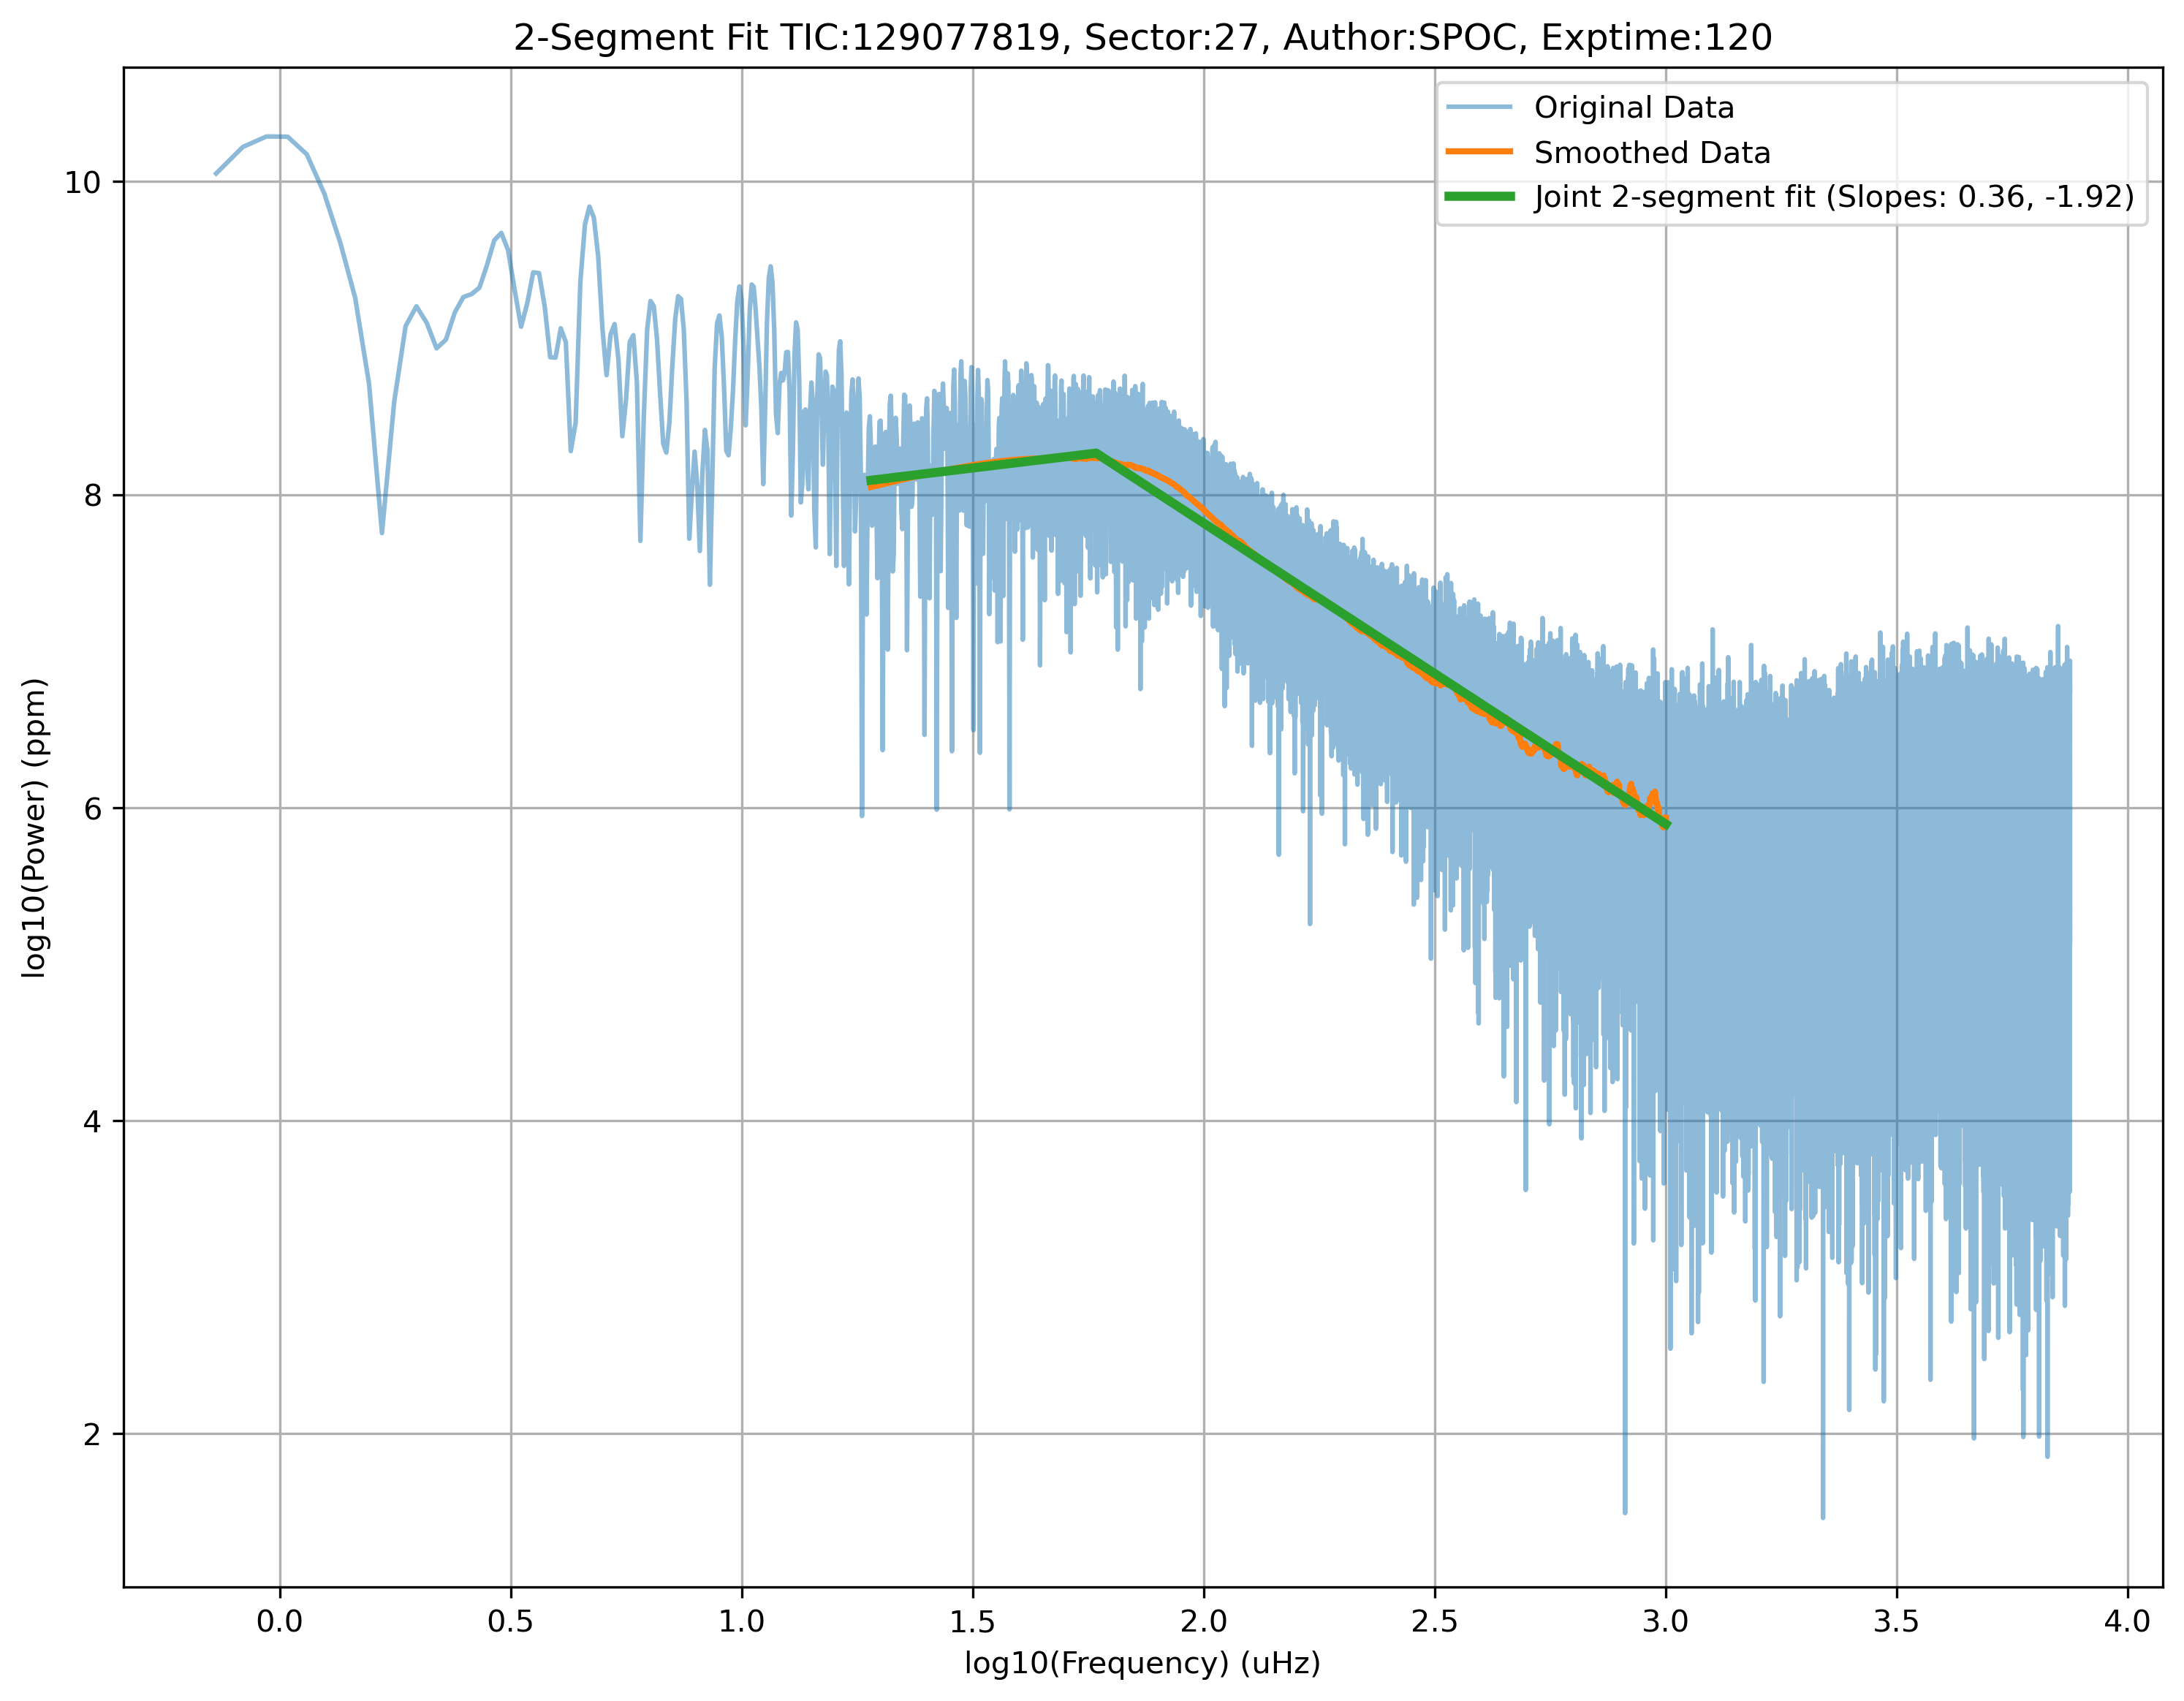 2-Segment Fit TIC:129077819, Sector:27, Author:SPOC, Exptime:120
Original Data
Smoothed Data
Joint 2-segment fit (Slopes: 0.36, -1.92)
log10(Power) (ppm)
10
8
6
4
2
0.0 0.5 1.0 1.5 2.0 2.5 3.0 3.5 4.0
log10(Frequency) (uHz)